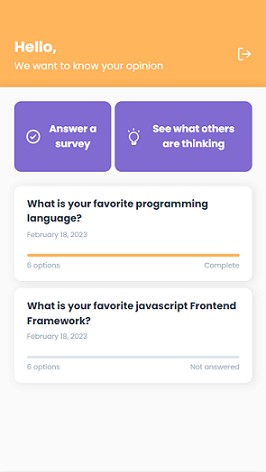 Hello,
We want to know your opinion
Answer a
survey
See what others
are thinking
What is your favorite programming
language?
February 18, 2023
6 options
Complete
What is your favorite javascript Frontend
Framework?
February 18, 2023
6 options
Not answered